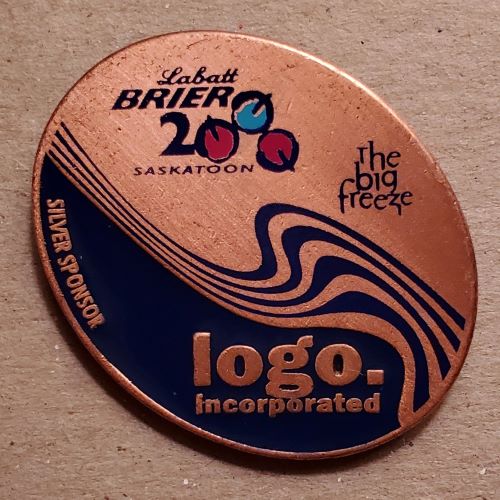 Labatt
BRIER
2000
SASKATOON
The
big
freeze
SILVER SPONSOR
logo.
incorporated